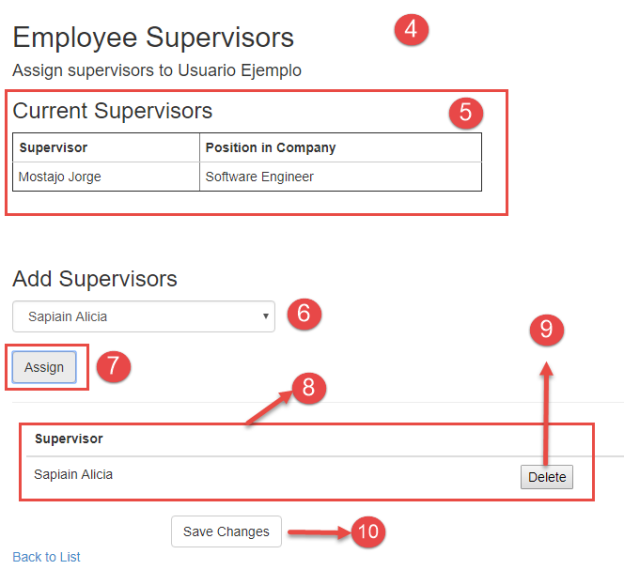 Employee Supervisors 4
Assign supervisors to Usuario Ejemplo
Current Supervisors 5
Supervisor Position in Company
Mostajo Jorge Software Engineer
Add Supervisors
Sapiain Alicia 6
9
Assign 7
8
Supervisor
Sapiain Alicia Delete
Save Changes 10
Back to List